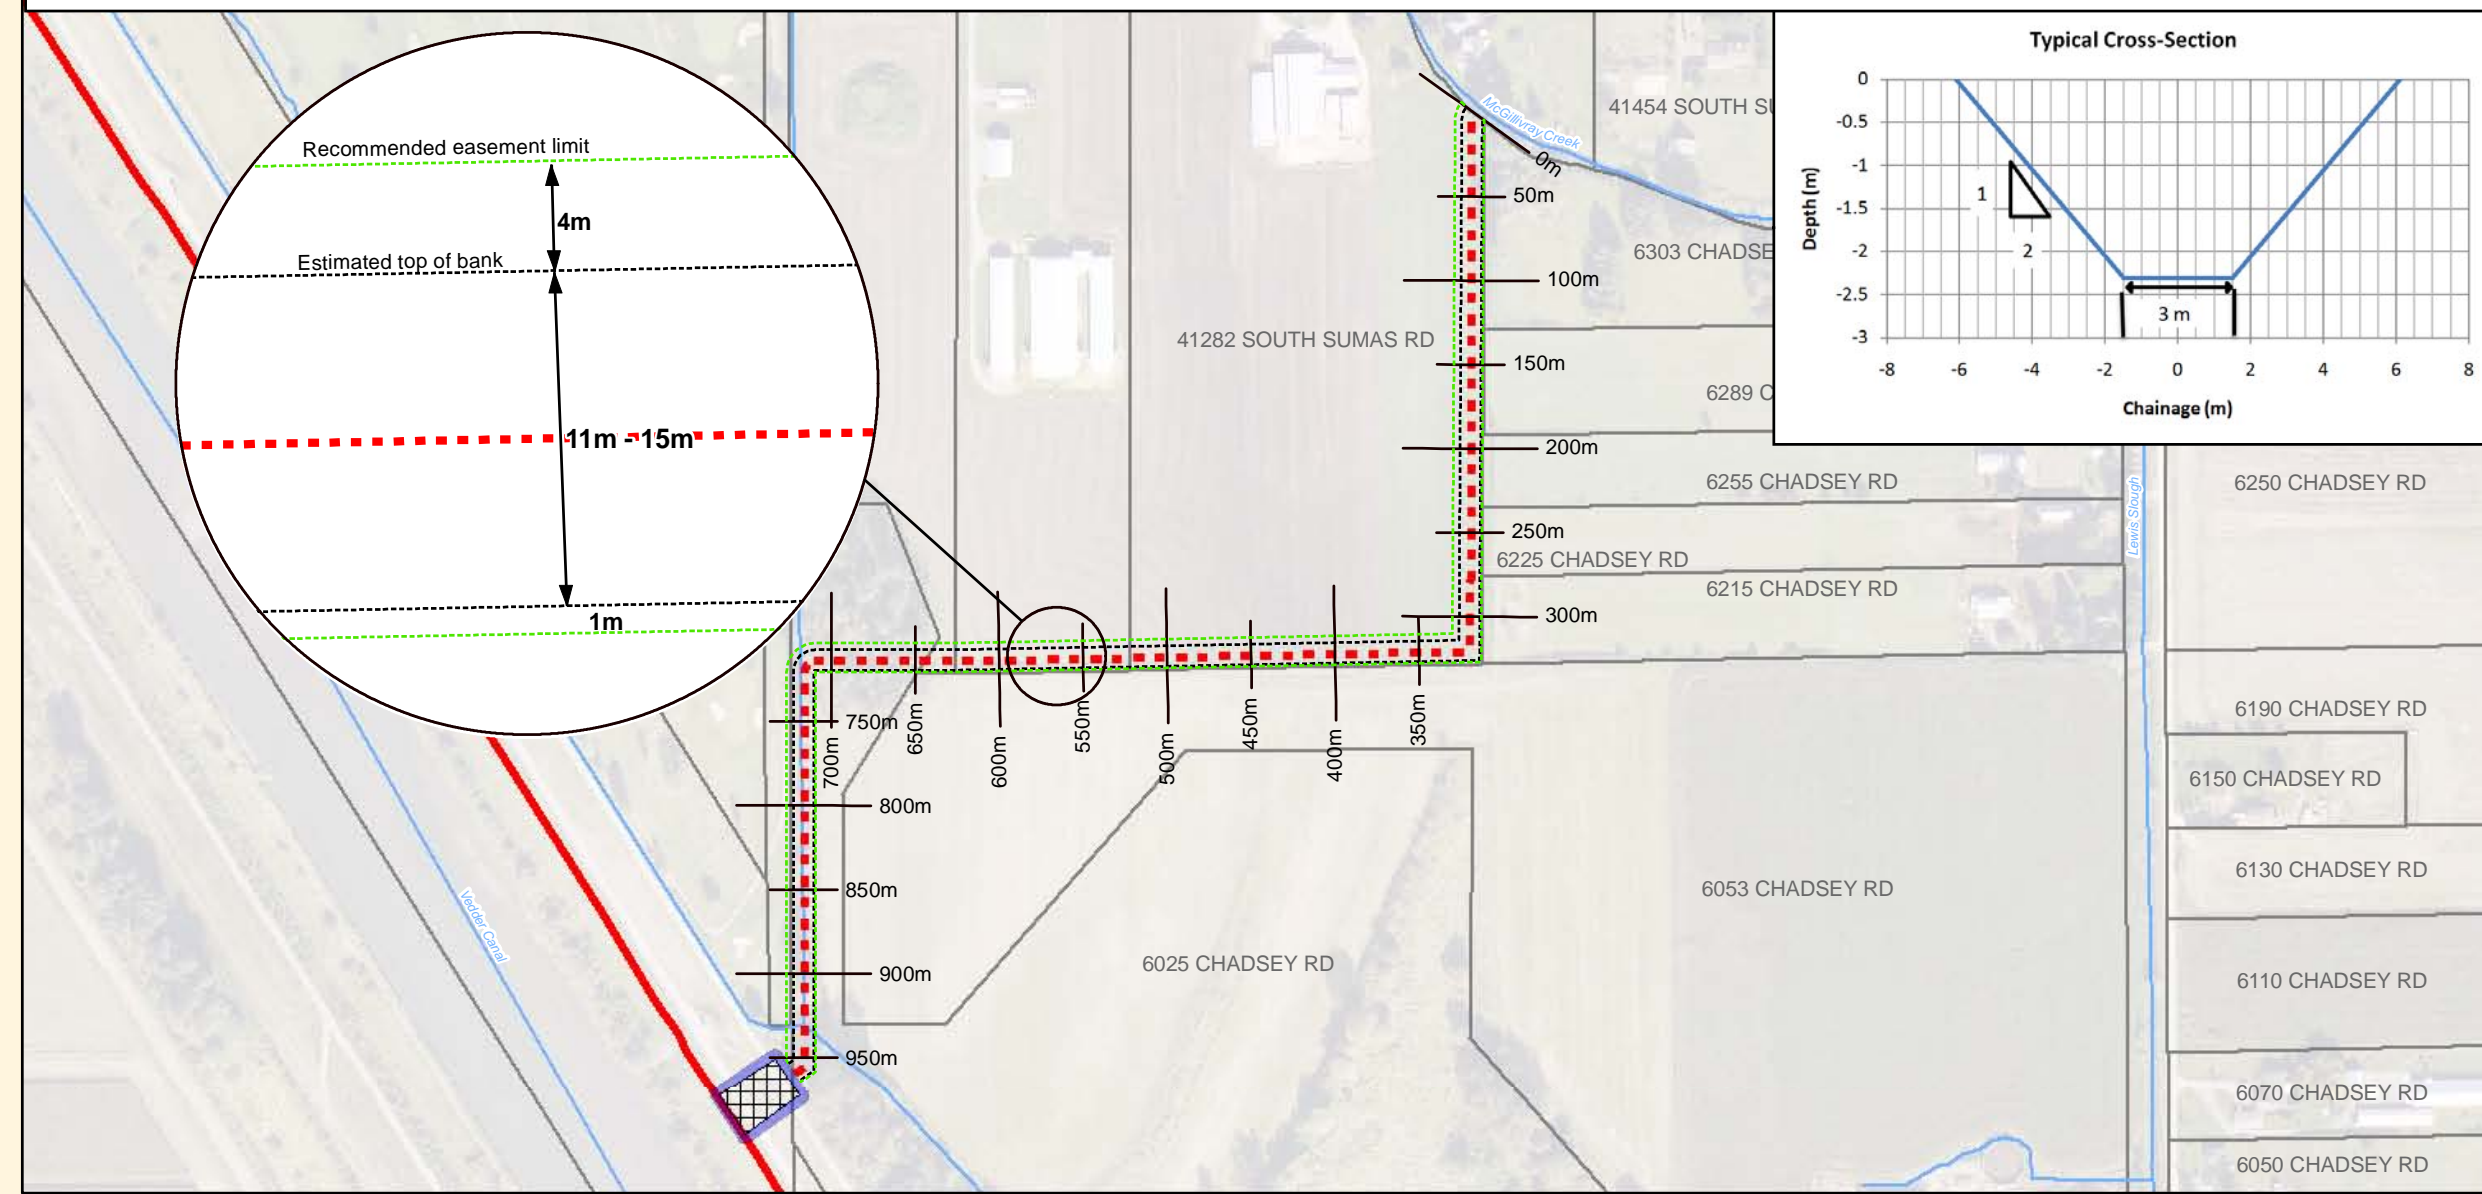 Typical Cross-Section
0
-0.5
-1
-1.5
-2
-2.5
-3
Depth (m)
1
2
3 m
-8 -6 -4 -2 0 2 4 6 8
Chainage (m)
Recommended easement limit
4m
Estimated top of bank
11m - 15m
1m
McGillivray Creek
41454 SOUTH SU
0m
50m
6303 CHADSE
100m
41282 SOUTH SUMAS RD
150m
6289 C
200m
6255 CHADSEY RD
6250 CHADSEY RD
Lewis Slough
250m
6225 CHADSEY RD
6215 CHADSEY RD
300m
350m
400m
450m
500m
550m
600m
650m
700m
750m
800m
850m
900m
950m
6190 CHADSEY RD
6150 CHADSEY RD
6130 CHADSEY RD
6053 CHADSEY RD
6025 CHADSEY RD
6110 CHADSEY RD
6070 CHADSEY RD
6050 CHADSEY RD
Vedder Canal